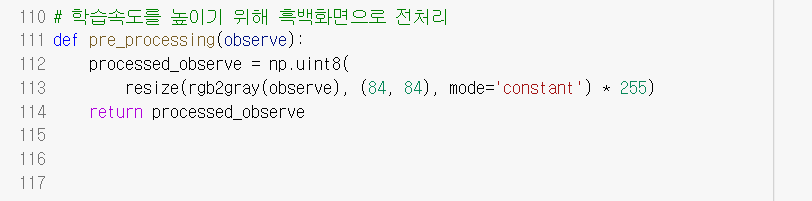 110 # 학습속도를 높이기 위해 흑백화면으로 전처리
111 def pre_processing(observe):
112     processed_observe = np.uint8(
113         resize(rgb2gray(observe), (84, 84), mode='constant') * 255)
114     return processed_observe
115
116
117